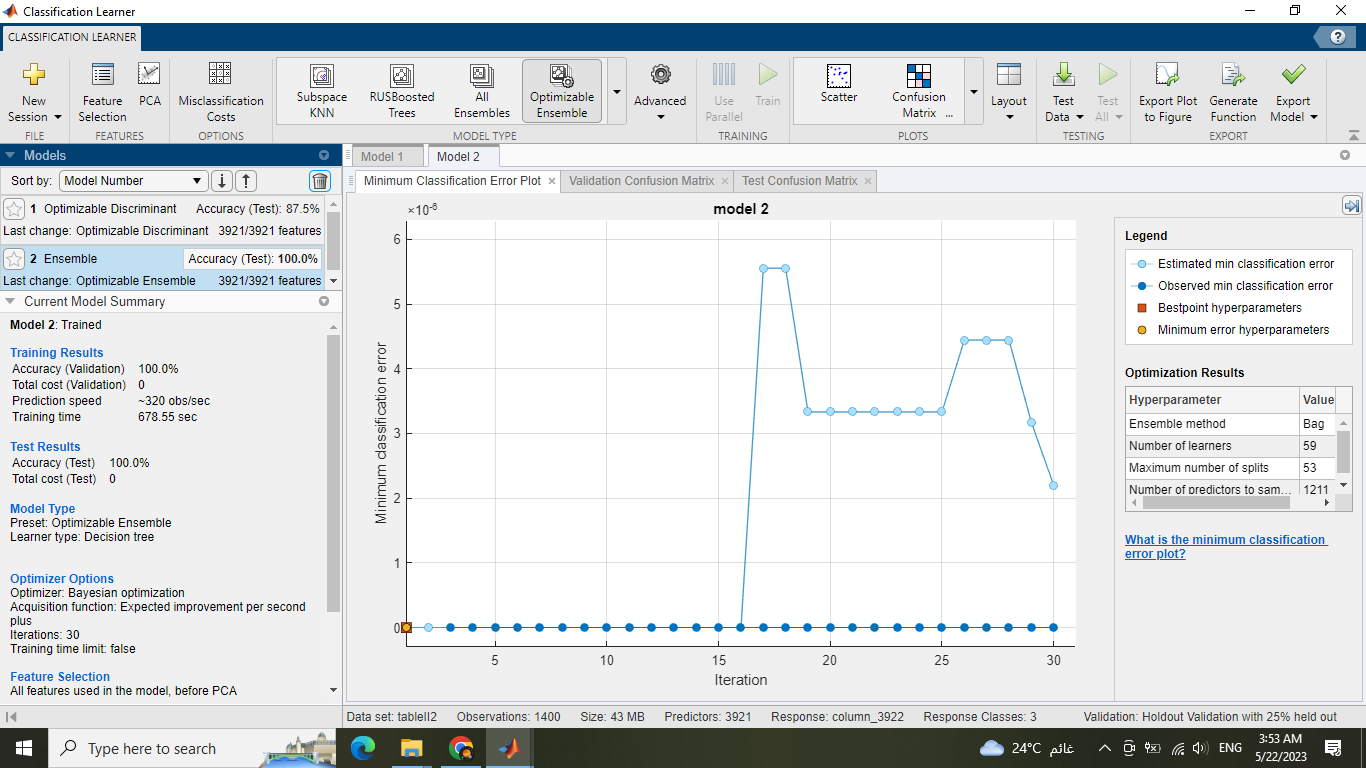 Classification Learner
CLASSIFICATION LEARNER
?
New Session
Feature Selection
PCA
Misclassification Costs
Subspace KNN
RUSBoosted Trees
All Ensembles
Optimizable Ensemble
Advanced
Use Parallel
Train
Scatter
Confusion Matrix ...
Layout
Test Data
Test All
Export Plot to Figure
Generate Function
Export Model
FILE
FEATURES
OPTIONS
MODEL TYPE
TRAINING
PLOTS
TESTING
EXPORT
Models
Sort by: Model Number
1 Optimizable Discriminant Accuracy (Test): 87.5%
Last change: Optimizable Discriminant 3921/3921 features
2 Ensemble Accuracy (Test): 100.0%
Last change: Optimizable Ensemble 3921/3921 features
Current Model Summary
Model 2: Trained
Training Results
Accuracy (Validation) 100.0%
Total cost (Validation) 0
Prediction speed ~320 obs/sec
Training time 678.55 sec
Test Results
Accuracy (Test) 100.0%
Total cost (Test) 0
Model Type
Preset: Optimizable Ensemble
Learner type: Decision tree
Optimizer Options
Optimizer: Bayesian optimization
Acquisition function: Expected improvement per second
plus
Iterations: 30
Training time limit: false
Feature Selection
All features used in the model, before PCA
Model 1 Model 2
Minimum Classification Error Plot Validation Confusion Matrix Test Confusion Matrix
×10⁻⁶
model 2
6
5
4
3
2
1
0
Minimum classification error
5 10 15 20 25 30
Iteration
Legend
Estimated min classification error
Observed min classification error
Bestpoint hyperparameters
Minimum error hyperparameters
Optimization Results
Hyperparameter Value
Ensemble method Bag
Number of learners 59
Maximum number of splits 53
Number of predictors to sam... 1211
What is the minimum classification
error plot?
Data set: tableII2 Observations: 1400 Size: 43 MB Predictors: 3921 Response: column_3922 Response Classes: 3 Validation: Holdout Validation with 25% held out
Type here to search
24°C غائم
ENG
3:53 AM
5/22/2023